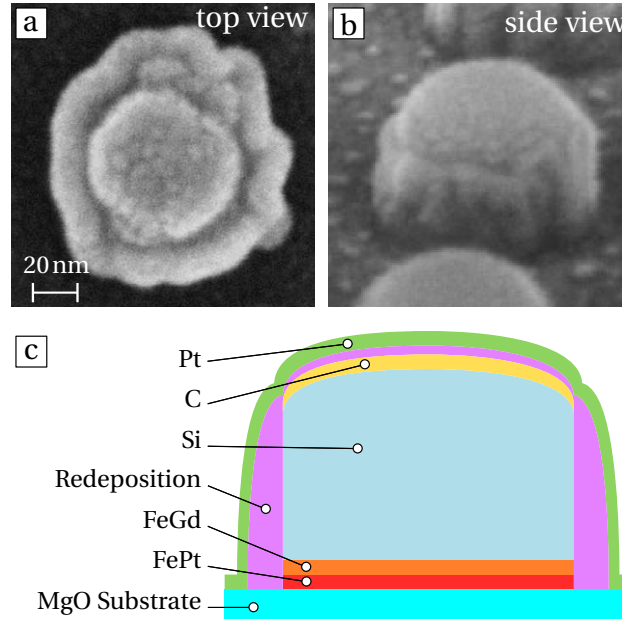 a
top view
20 nm
b
side view
c
Pt
C
Si
Redeposition
FeGd
FePt
MgO Substrate